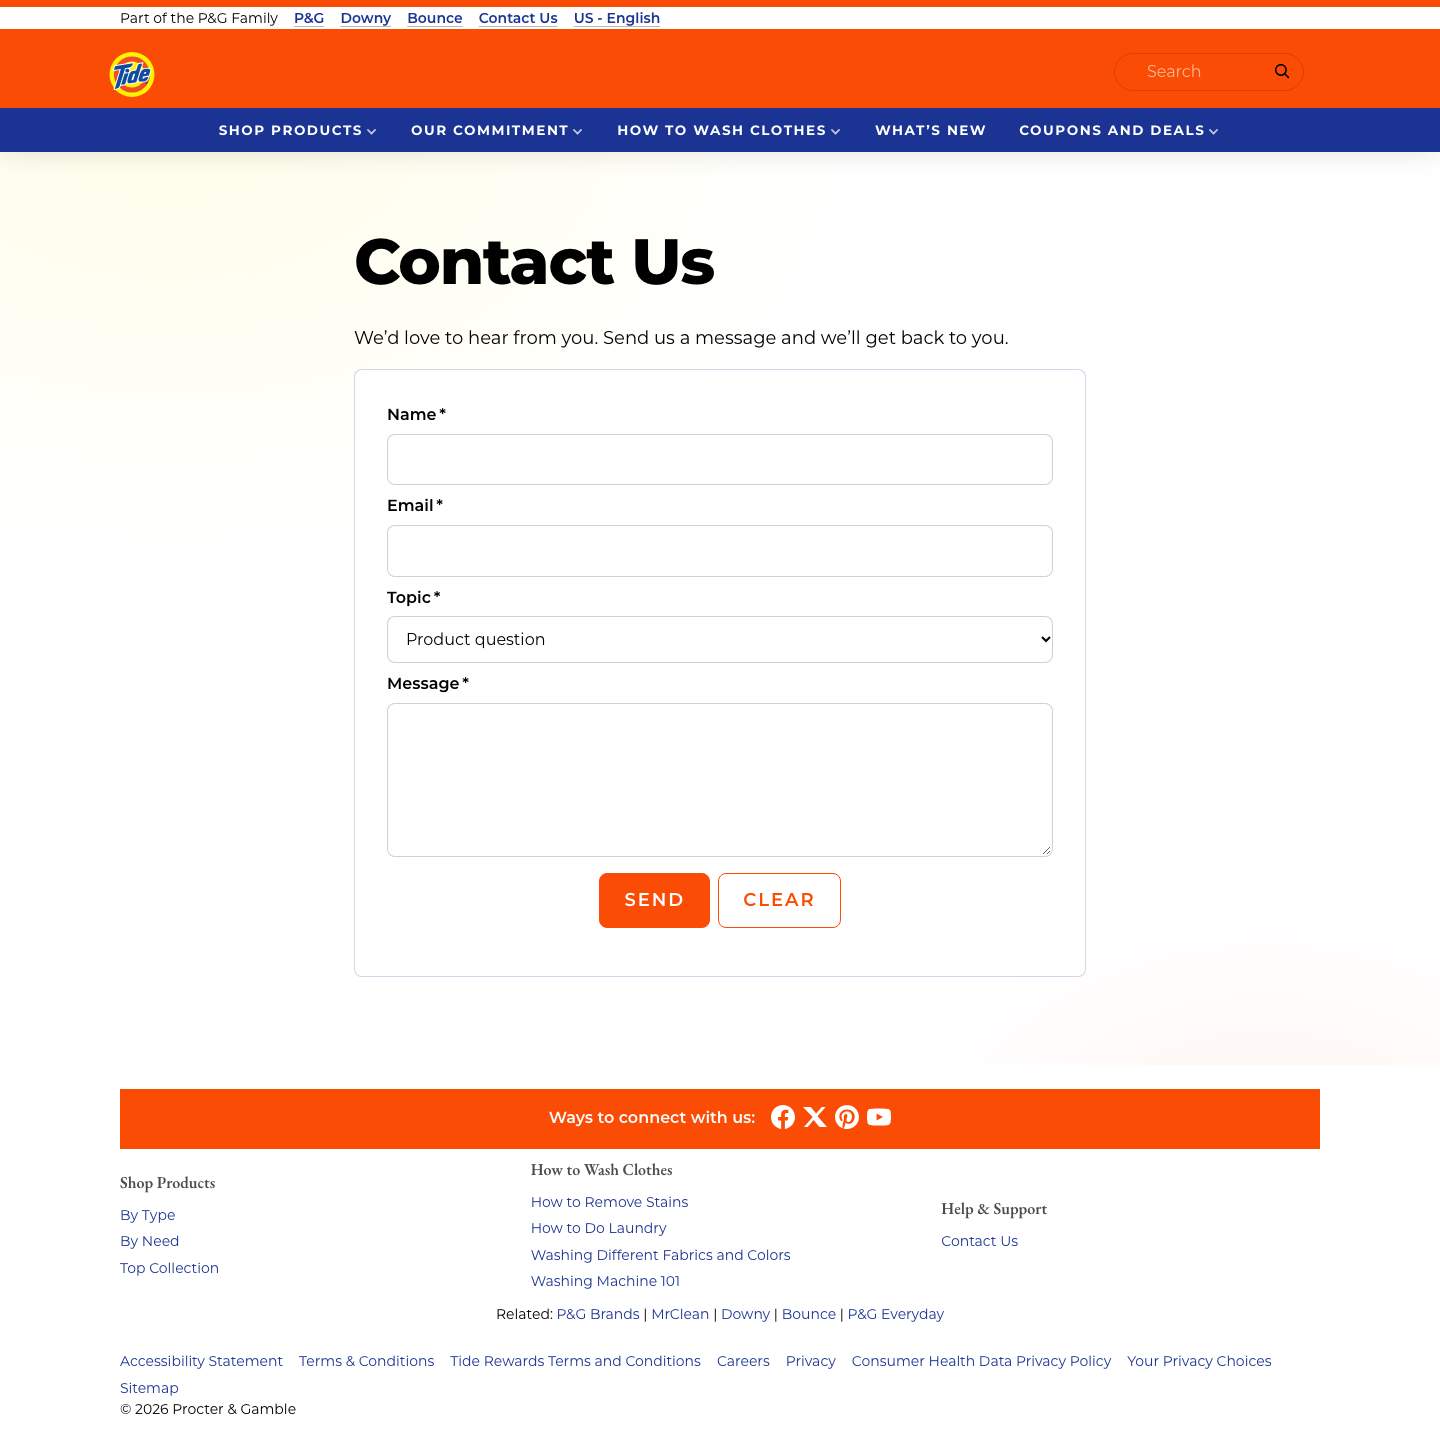 Part of the P&G Family P&G Downy Bounce Contact Us US - English
Tide
Search
SHOP PRODUCTS OUR COMMITMENT HOW TO WASH CLOTHES WHAT’S NEW COUPONS AND DEALS
Contact Us
We’d love to hear from you. Send us a message and we’ll get back to you.
Name *
Email *
Topic *
Product question
Message *
SEND CLEAR
Ways to connect with us:
Shop Products
By Type
By Need
Top Collection
How to Wash Clothes
How to Remove Stains
How to Do Laundry
Washing Different Fabrics and Colors
Washing Machine 101
Help & Support
Contact Us
Related: P&G Brands | MrClean | Downy | Bounce | P&G Everyday
Accessibility Statement Terms & Conditions Tide Rewards Terms and Conditions Careers Privacy Consumer Health Data Privacy Policy Your Privacy Choices
Sitemap
© 2026 Procter & Gamble